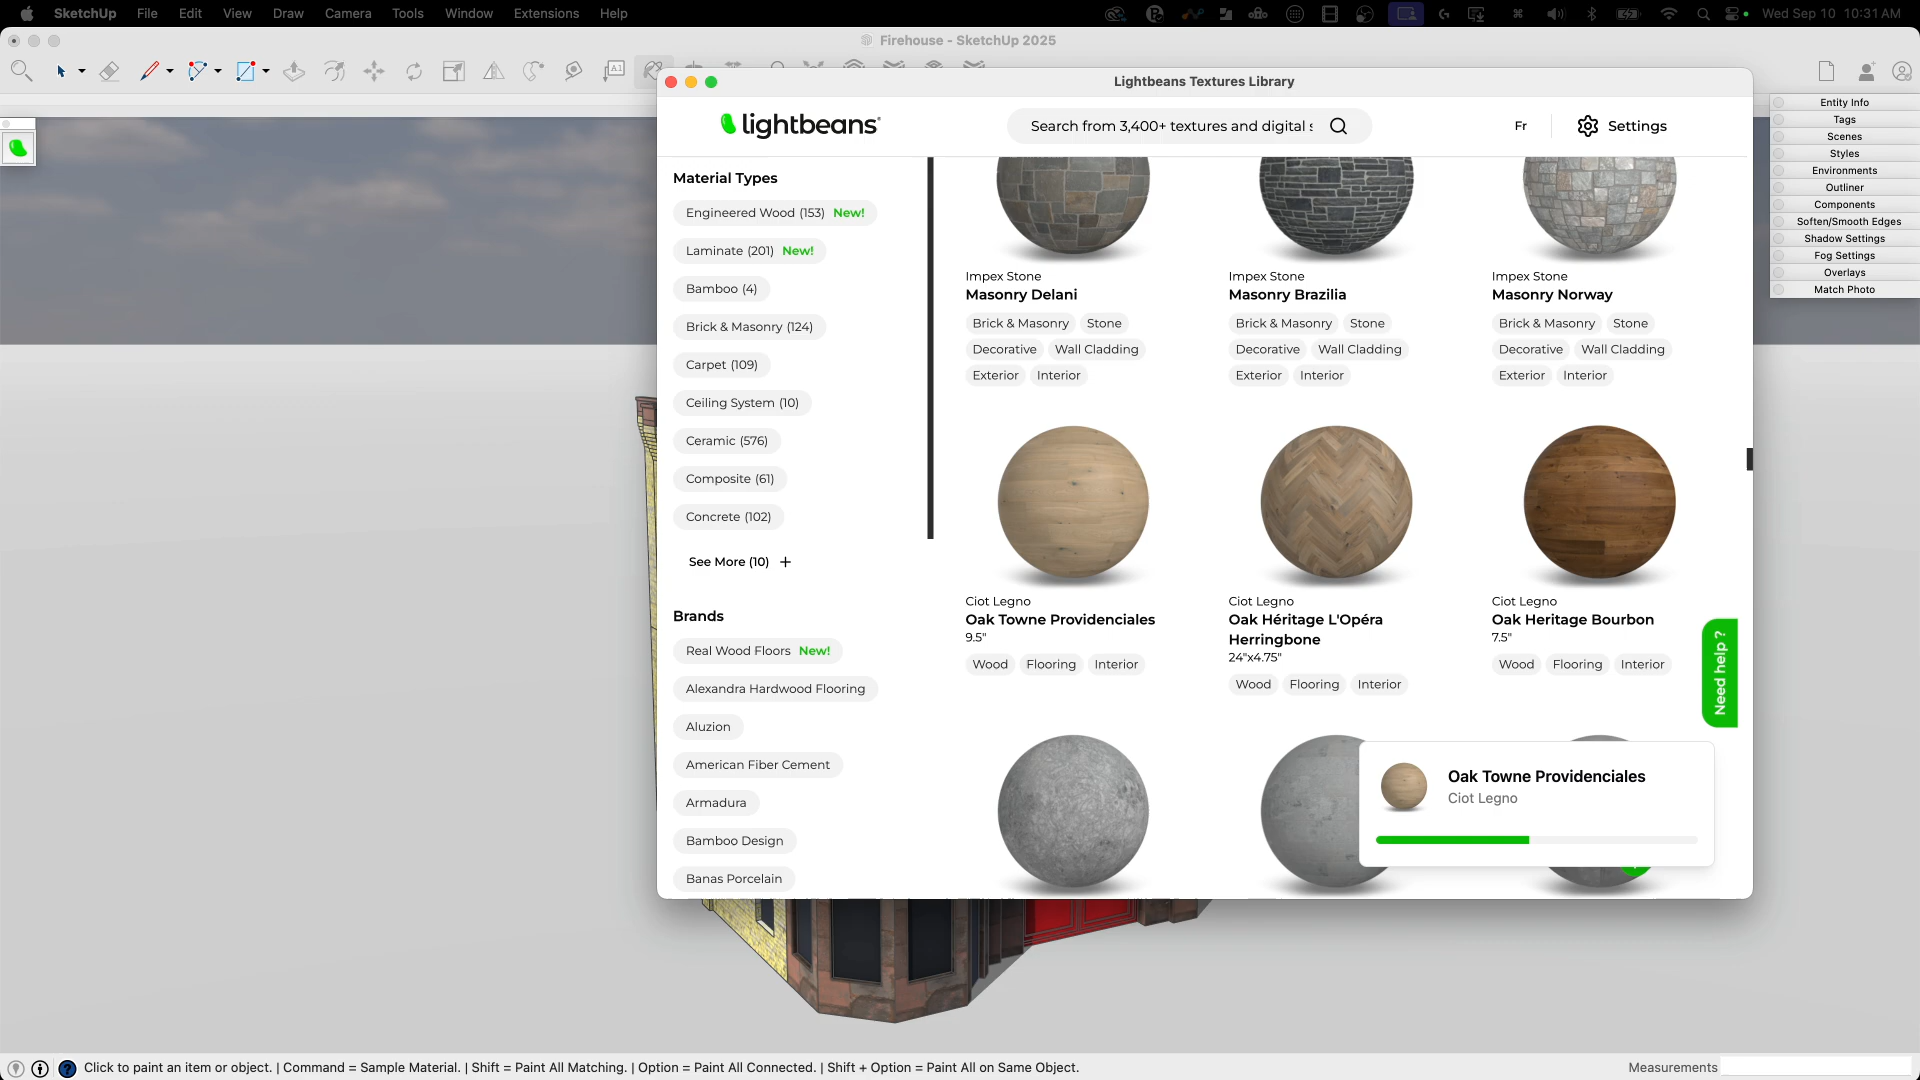 SketchUp File Edit View Draw Camera Tools Window Extensions Help
Wed Sep 10 10:31 AM
Firehouse - SketchUp 2025
A1
Lightbeans Textures Library
lightbeans®
Search from 3,400+ textures and digital s
Fr
Settings
Entity Info
Tags
Scenes
Styles
Environments
Outliner
Components
Soften/Smooth Edges
Shadow Settings
Fog Settings
Overlays
Match Photo
Material Types
Engineered Wood (153) New!
Laminate (201) New!
Bamboo (4)
Brick & Masonry (124)
Carpet (109)
Ceiling System (10)
Ceramic (576)
Composite (61)
Concrete (102)
See More (10) +
Brands
Real Wood Floors New!
Alexandra Hardwood Flooring
Aluzion
American Fiber Cement
Armadura
Bamboo Design
Banas Porcelain
Impex Stone
Masonry Delani
Brick & Masonry Stone
Decorative Wall Cladding
Exterior Interior
Impex Stone
Masonry Brazilia
Brick & Masonry Stone
Decorative Wall Cladding
Exterior Interior
Impex Stone
Masonry Norway
Brick & Masonry Stone
Decorative Wall Cladding
Exterior Interior
Ciot Legno
Oak Towne Providenciales
9.5"
Wood Flooring Interior
Ciot Legno
Oak Héritage L'Opéra
Herringbone
24"x4.75"
Wood Flooring Interior
Ciot Legno
Oak Heritage Bourbon
7.5"
Wood Flooring Interior
Need help ?
Oak Towne Providenciales
Ciot Legno
Click to paint an item or object. | Command = Sample Material. | Shift = Paint All Matching. | Option = Paint All Connected. | Shift + Option = Paint All on Same Object.
Measurements